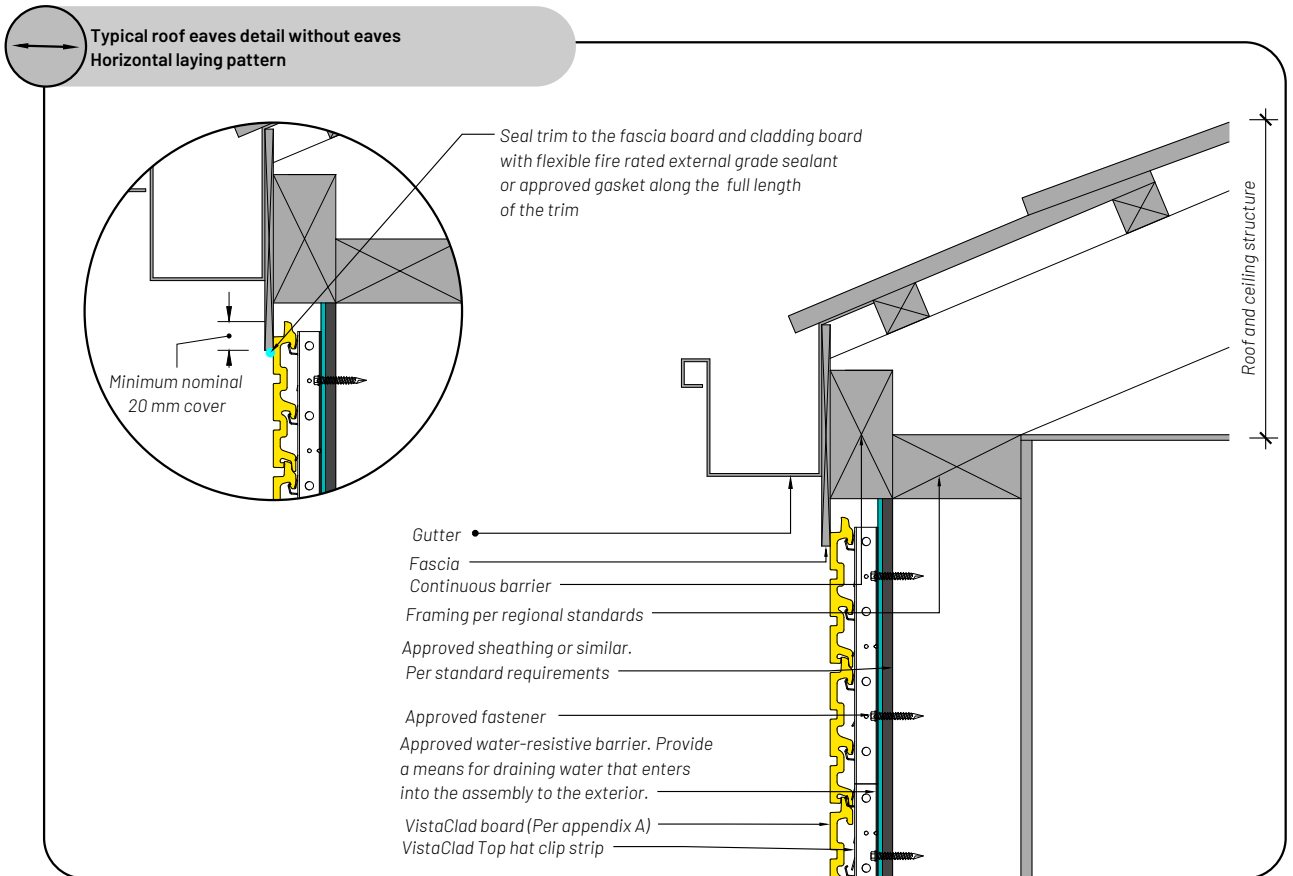 Typical roof eaves detail without eaves
Horizontal laying pattern
Seal trim to the fascia board and cladding board
with flexible fire rated external grade sealant
or approved gasket along the full length
of the trim
Roof and ceiling structure
Minimum nominal
20 mm cover
Gutter
Fascia
Continuous barrier
Framing per regional standards
Approved sheathing or similar.
Per standard requirements
Approved fastener
Approved water-resistive barrier. Provide
a means for draining water that enters
into the assembly to the exterior.
VistaClad board (Per appendix A)
VistaClad Top hat clip strip